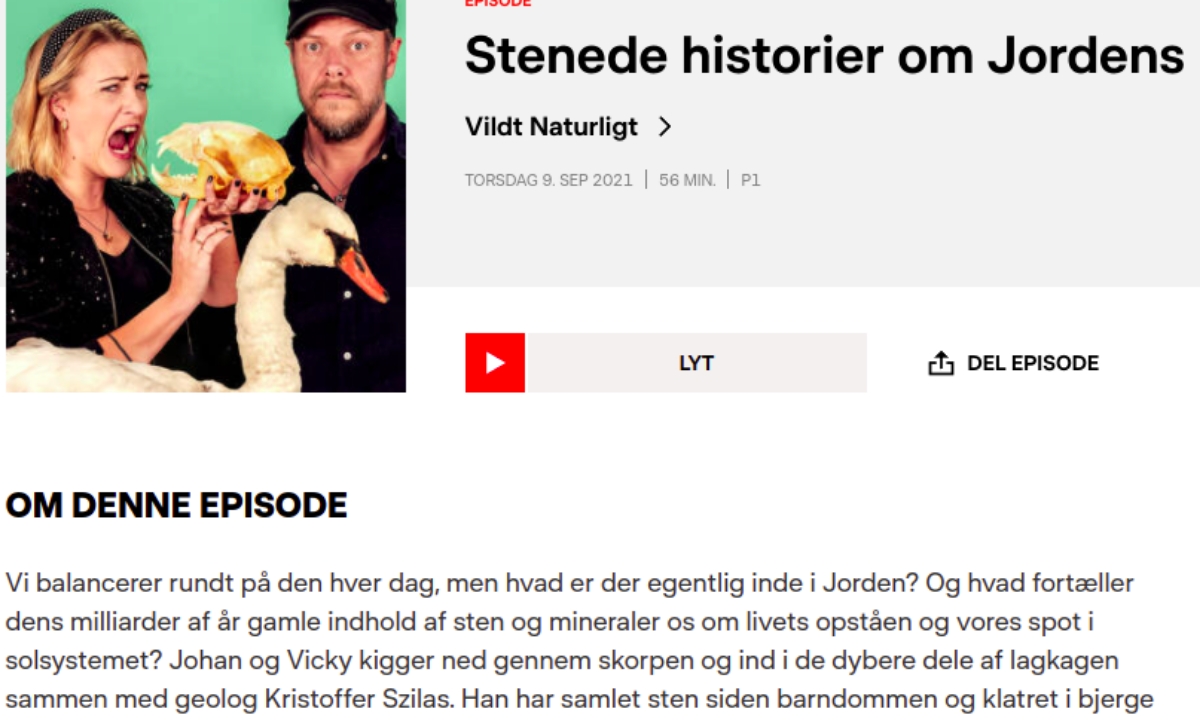 EPISODE
Stenede historier om Jordens
Vildt Naturligt
TORSDAG 9. SEP 2021 | 56 MIN. | P1
LYT
DEL EPISODE
OM DENNE EPISODE
Vi balancerer rundt på den hver dag, men hvad er der egentlig inde i Jorden? Og hvad fortæller
dens milliarder af år gamle indhold af sten og mineraler os om livets opståen og vores spot i
solsystemet? Johan og Vicky kigger ned gennem skorpen og ind i de dybere dele af lagkagen
sammen med geolog Kristoffer Szilas. Han har samlet sten siden barndommen og klatret i bjerge